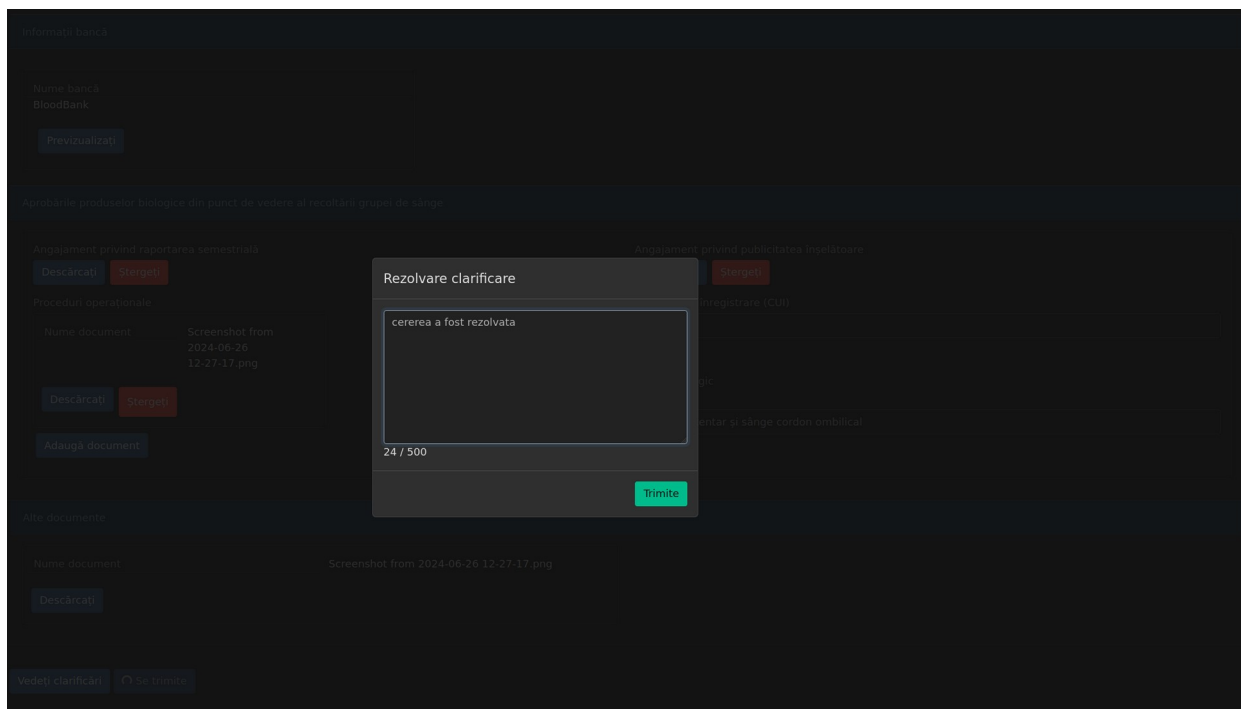 Informații bancă
Nume bancă
BloodBank
Previzualizați
Aprobările produselor biologice din punct de vedere al recoltării grupei de sânge
Angajament privind raportarea semestrială
Angajament privind publicitatea înșelătoare
Descărcați Ștergeți
Ștergeți
Proceduri operaționale
înregistrare (CUI)
Nume document
Screenshot from
2024-06-26
12-27-17.png
Descărcați Ștergeți
Adaugă document
entar și sânge cordon ombilical
Rezolvare clarificare
cererea a fost rezolvata
24 / 500
Trimite
Alte documente
Nume document
Screenshot from 2024-06-26 12-27-17.png
Descărcați
Vedeți clarificări
Se trimite